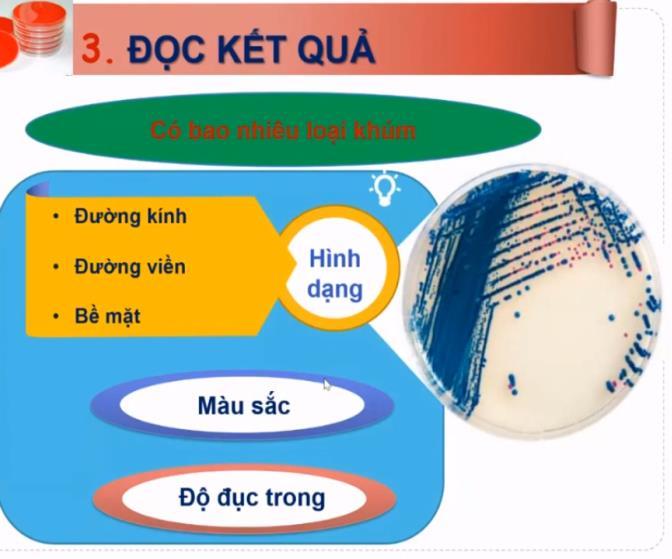 3. ĐỌC KẾT QUẢ
Có bao nhiêu loại khúm
• Đường kính
• Đường viền
• Bề mặt
Hình
dạng
Màu sắc
Độ đục trong